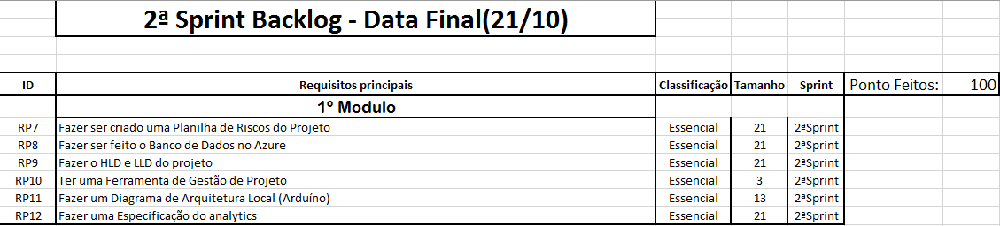 2ª Sprint Backlog - Data Final(21/10)
ID Requisitos principais Classificação Tamanho Sprint Ponto Feitos: 100
1º Modulo
RP7 Fazer ser criado uma Planilha de Riscos do Projeto Essencial 21 2ªSprint
RP8 Fazer ser feito o Banco de Dados no Azure Essencial 21 2ªSprint
RP9 Fazer o HLD e LLD do projeto Essencial 21 2ªSprint
RP10 Ter uma Ferramenta de Gestão de Projeto Essencial 3 2ªSprint
RP11 Fazer um Diagrama de Arquitetura Local (Arduíno) Essencial 13 2ªSprint
RP12 Fazer uma Especificação do analytics Essencial 21 2ªSprint